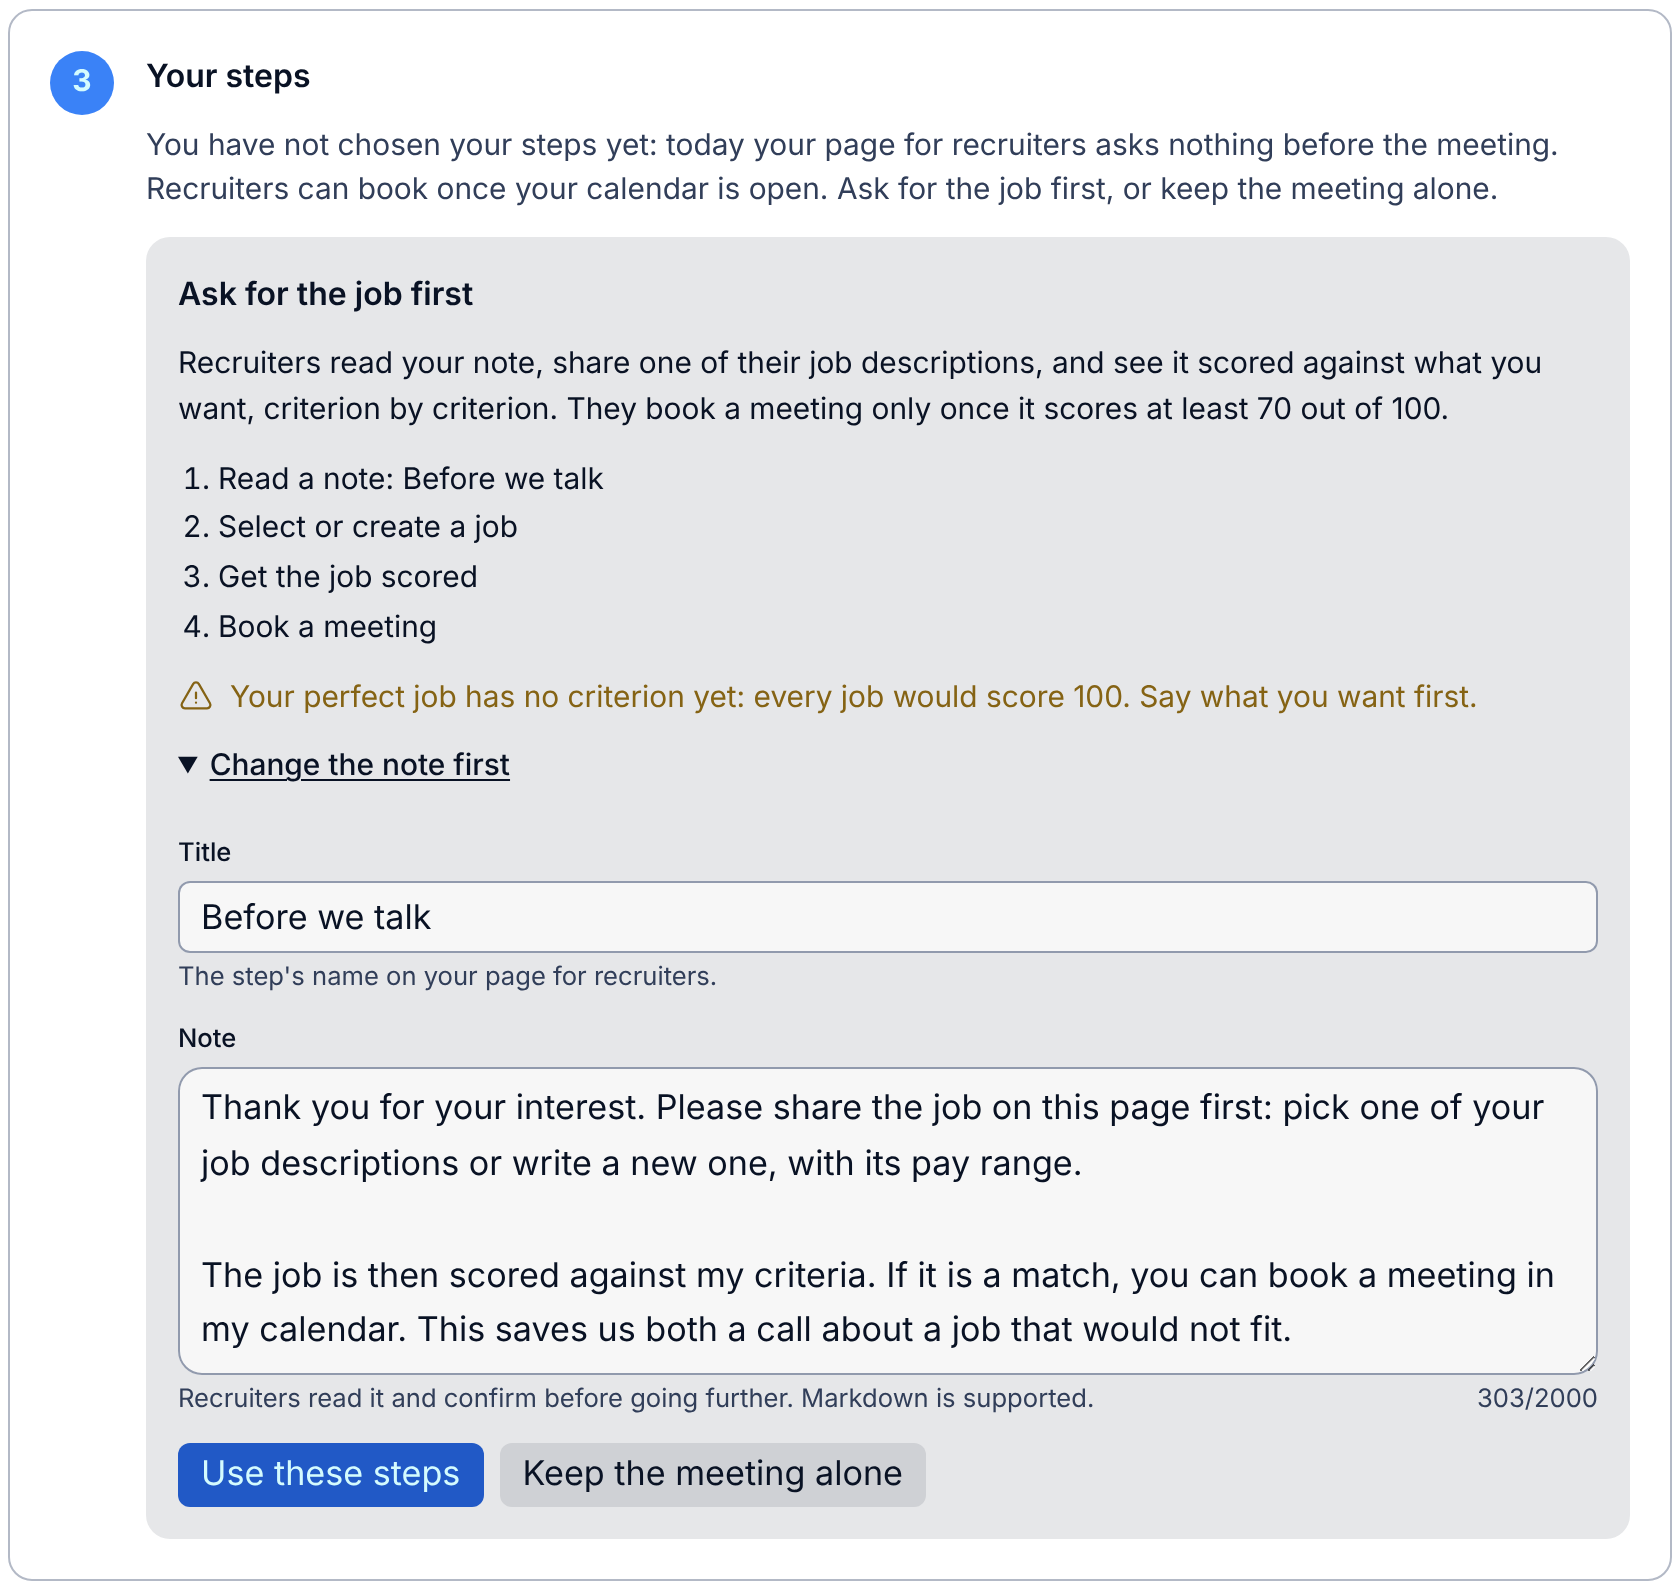 3
Your steps
You have not chosen your steps yet: today your page for recruiters asks nothing before the meeting.
Recruiters can book once your calendar is open. Ask for the job first, or keep the meeting alone.
Ask for the job first
Recruiters read your note, share one of their job descriptions, and see it scored against what you
want, criterion by criterion. They book a meeting only once it scores at least 70 out of 100.
1. Read a note: Before we talk
2. Select or create a job
3. Get the job scored
4. Book a meeting
Your perfect job has no criterion yet: every job would score 100. Say what you want first.
Change the note first
Title
Before we talk
The step's name on your page for recruiters.
Note
Thank you for your interest. Please share the job on this page first: pick one of your
job descriptions or write a new one, with its pay range.
The job is then scored against my criteria. If it is a match, you can book a meeting in
my calendar. This saves us both a call about a job that would not fit.
Recruiters read it and confirm before going further. Markdown is supported.
303/2000
Use these steps
Keep the meeting alone